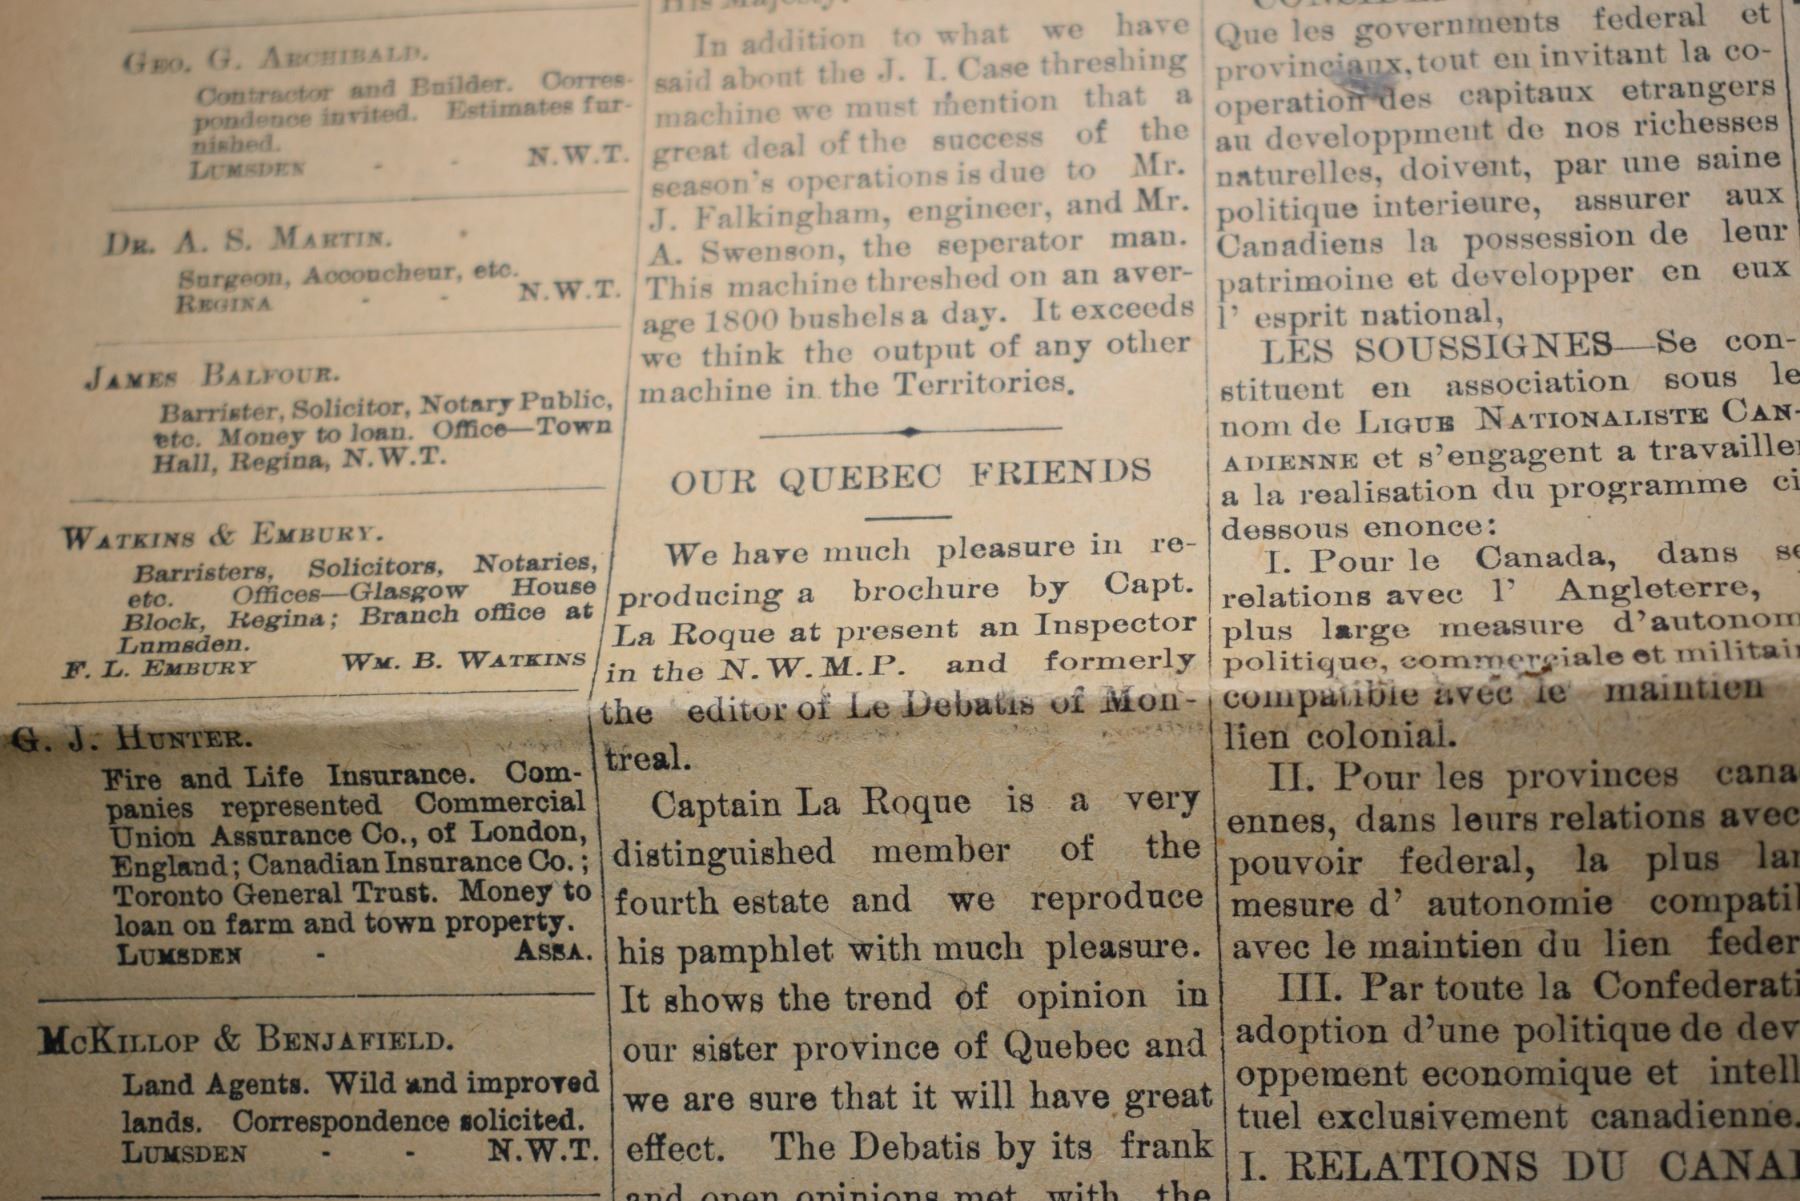 GEO. G. ARCHIBALD.
Contractor and Builder. Corres-
pondence invited. Estimates fur-
nished.
LUMSDEN - - N.W.T.
DR. A. S. MARTIN.
Surgeon, Accoucheur, etc.
REGINA - - N.W.T.
JAMES BALFOUR.
Barrister, Solicitor, Notary Public,
etc. Money to loan. Office—Town
Hall, Regina, N.W.T.
WATKINS & EMBURY.
Barristers, Solicitors, Notaries,
etc. Offices—Glasgow House
Block, Regina; Branch office at
Lumsden.
F. L. EMBURY WM. B. WATKINS
G. J. HUNTER.
Fire and Life Insurance. Com-
panies represented Commercial
Union Assurance Co., of London,
England; Canadian Insurance Co.;
Toronto General Trust. Money to
loan on farm and town property.
LUMSDEN - ASSA.
MCKILLOP & BENJAFIELD.
Land Agents. Wild and improved
lands. Correspondence solicited.
LUMSDEN - - N.W.T.
His Majesty.
In addition to what we have
said about the J. I. Case threshing
machine we must mention that a
great deal of the success of the
season's operations is due to Mr.
J. Falkingham, engineer, and Mr.
A. Swenson, the seperator man.
This machine threshed on an aver-
age 1800 bushels a day. It exceeds
we think the output of any other
machine in the Territories.
OUR QUEBEC FRIENDS
We have much pleasure in re-
producing a brochure by Capt.
La Roque at present an Inspector
in the N.W.M.P. and formerly
the editor of Le Debatis of Mon-
treal.
Captain La Roque is a very
distinguished member of the
fourth estate and we reproduce
his pamphlet with much pleasure.
It shows the trend of opinion in
our sister province of Quebec and
we are sure that it will have great
effect. The Debatis by its frank
and open opinions met with the
Que les governments federal et
provinciaux, tout en invitant la co-
operation des capitaux etrangers
au developpment de nos richesses
naturelles, doivent, par une saine
politique interieure, assurer aux
Canadiens la possession de leur
patrimoine et developper en eux
l' esprit national,
LES SOUSSIGNES—Se con-
stituent en association sous le
nom de LIGUE NATIONALISTE CAN-
ADIENNE et s'engagent a travailler
a la realisation du programme ci
dessous enonce:
I. Pour le Canada, dans se
relations avec l' Angleterre,
plus large measure d'autonom
politique, commerciale et militair
compatible avec le maintien
lien colonial.
II. Pour les provinces cana
ennes, dans leurs relations avec
pouvoir federal, la plus lar
mesure d' autonomie compatil
avec le maintien du lien feder
III. Par toute la Confederati
adoption d'une politique de dev
oppement economique et intell
tuel exclusivement canadienne.
I. RELATIONS DU CANA